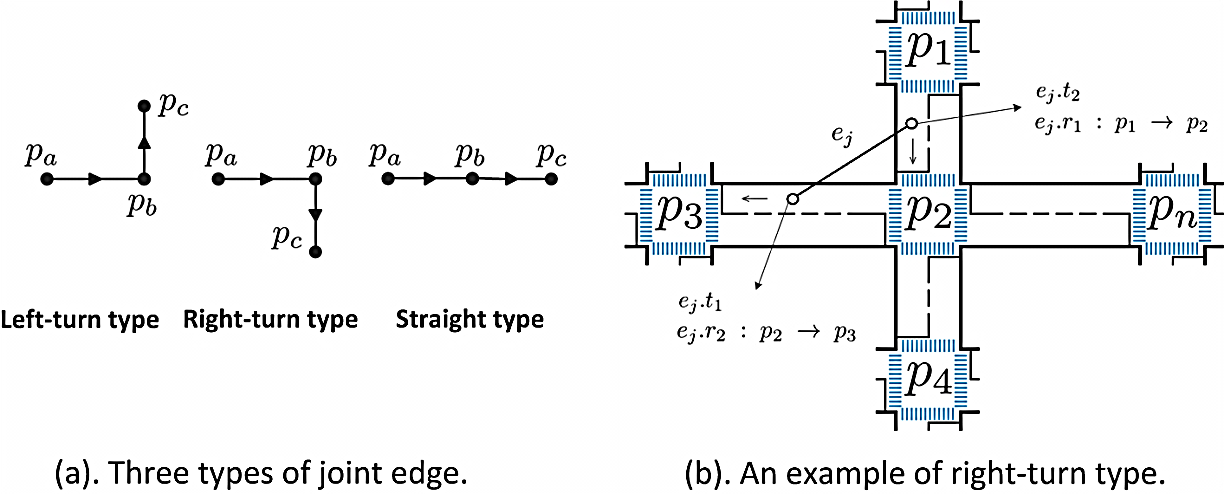 p_c
p_a
p_b
Left-turn type
p_a
p_b
p_c
Right-turn type
p_a
p_b
p_c
Straight type
(a). Three types of joint edge.
p_1
e_j.t_2
e_j.r_1 : p_1 → p_2
e_j
p_3
p_2
p_n
e_j.t_1
e_j.r_2 : p_2 → p_3
p_4
(b). An example of right-turn type.